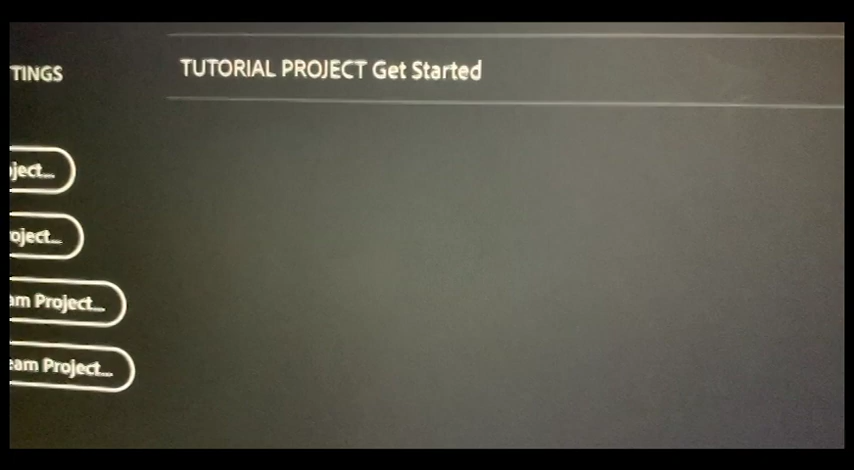 TINGS
TUTORIAL PROJECT Get Started
ject...
oject...
am Project...
eam Project...